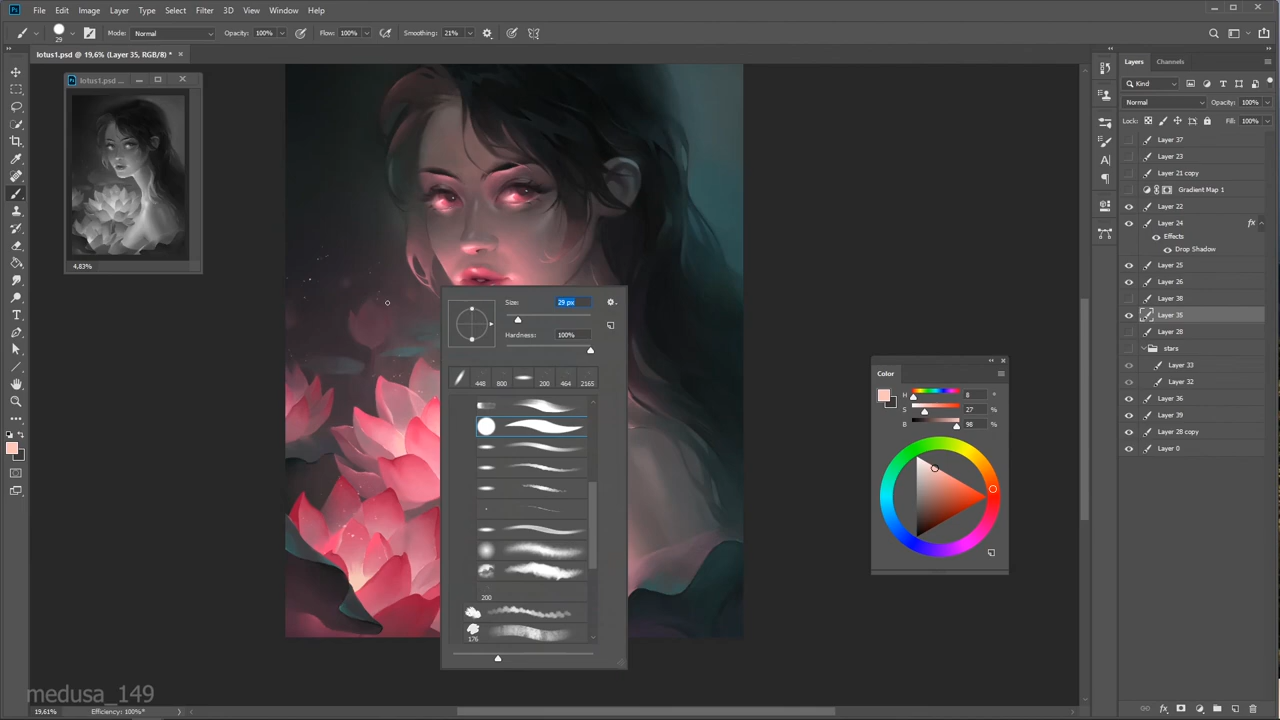 Ps File Edit Image Layer Type Select Filter 3D View Window Help
29 Mode: Normal Opacity: 100% Flow: 100% Smoothing: 21%
lotus1.psd @ 19,6% (Layer 35, RGB/8) *
Ps lotus1.psd ...
4,83%
Size: 29 px
Hardness: 100%
448 800 200 464 2165
200
176
Color
H 8 °
S 27 %
B 98 %
Layers Channels
Kind
Normal Opacity: 100%
Lock: Fill: 100%
Layer 37
Layer 23
Layer 21 copy
Gradient Map 1
Layer 22
Layer 24 fx
Effects
Drop Shadow
Layer 25
Layer 26
Layer 38
Layer 35
Layer 28
stars
Layer 33
Layer 32
Layer 36
Layer 39
Layer 28 copy
Layer 0
medusa_149
19,61% Efficiency: 100%*